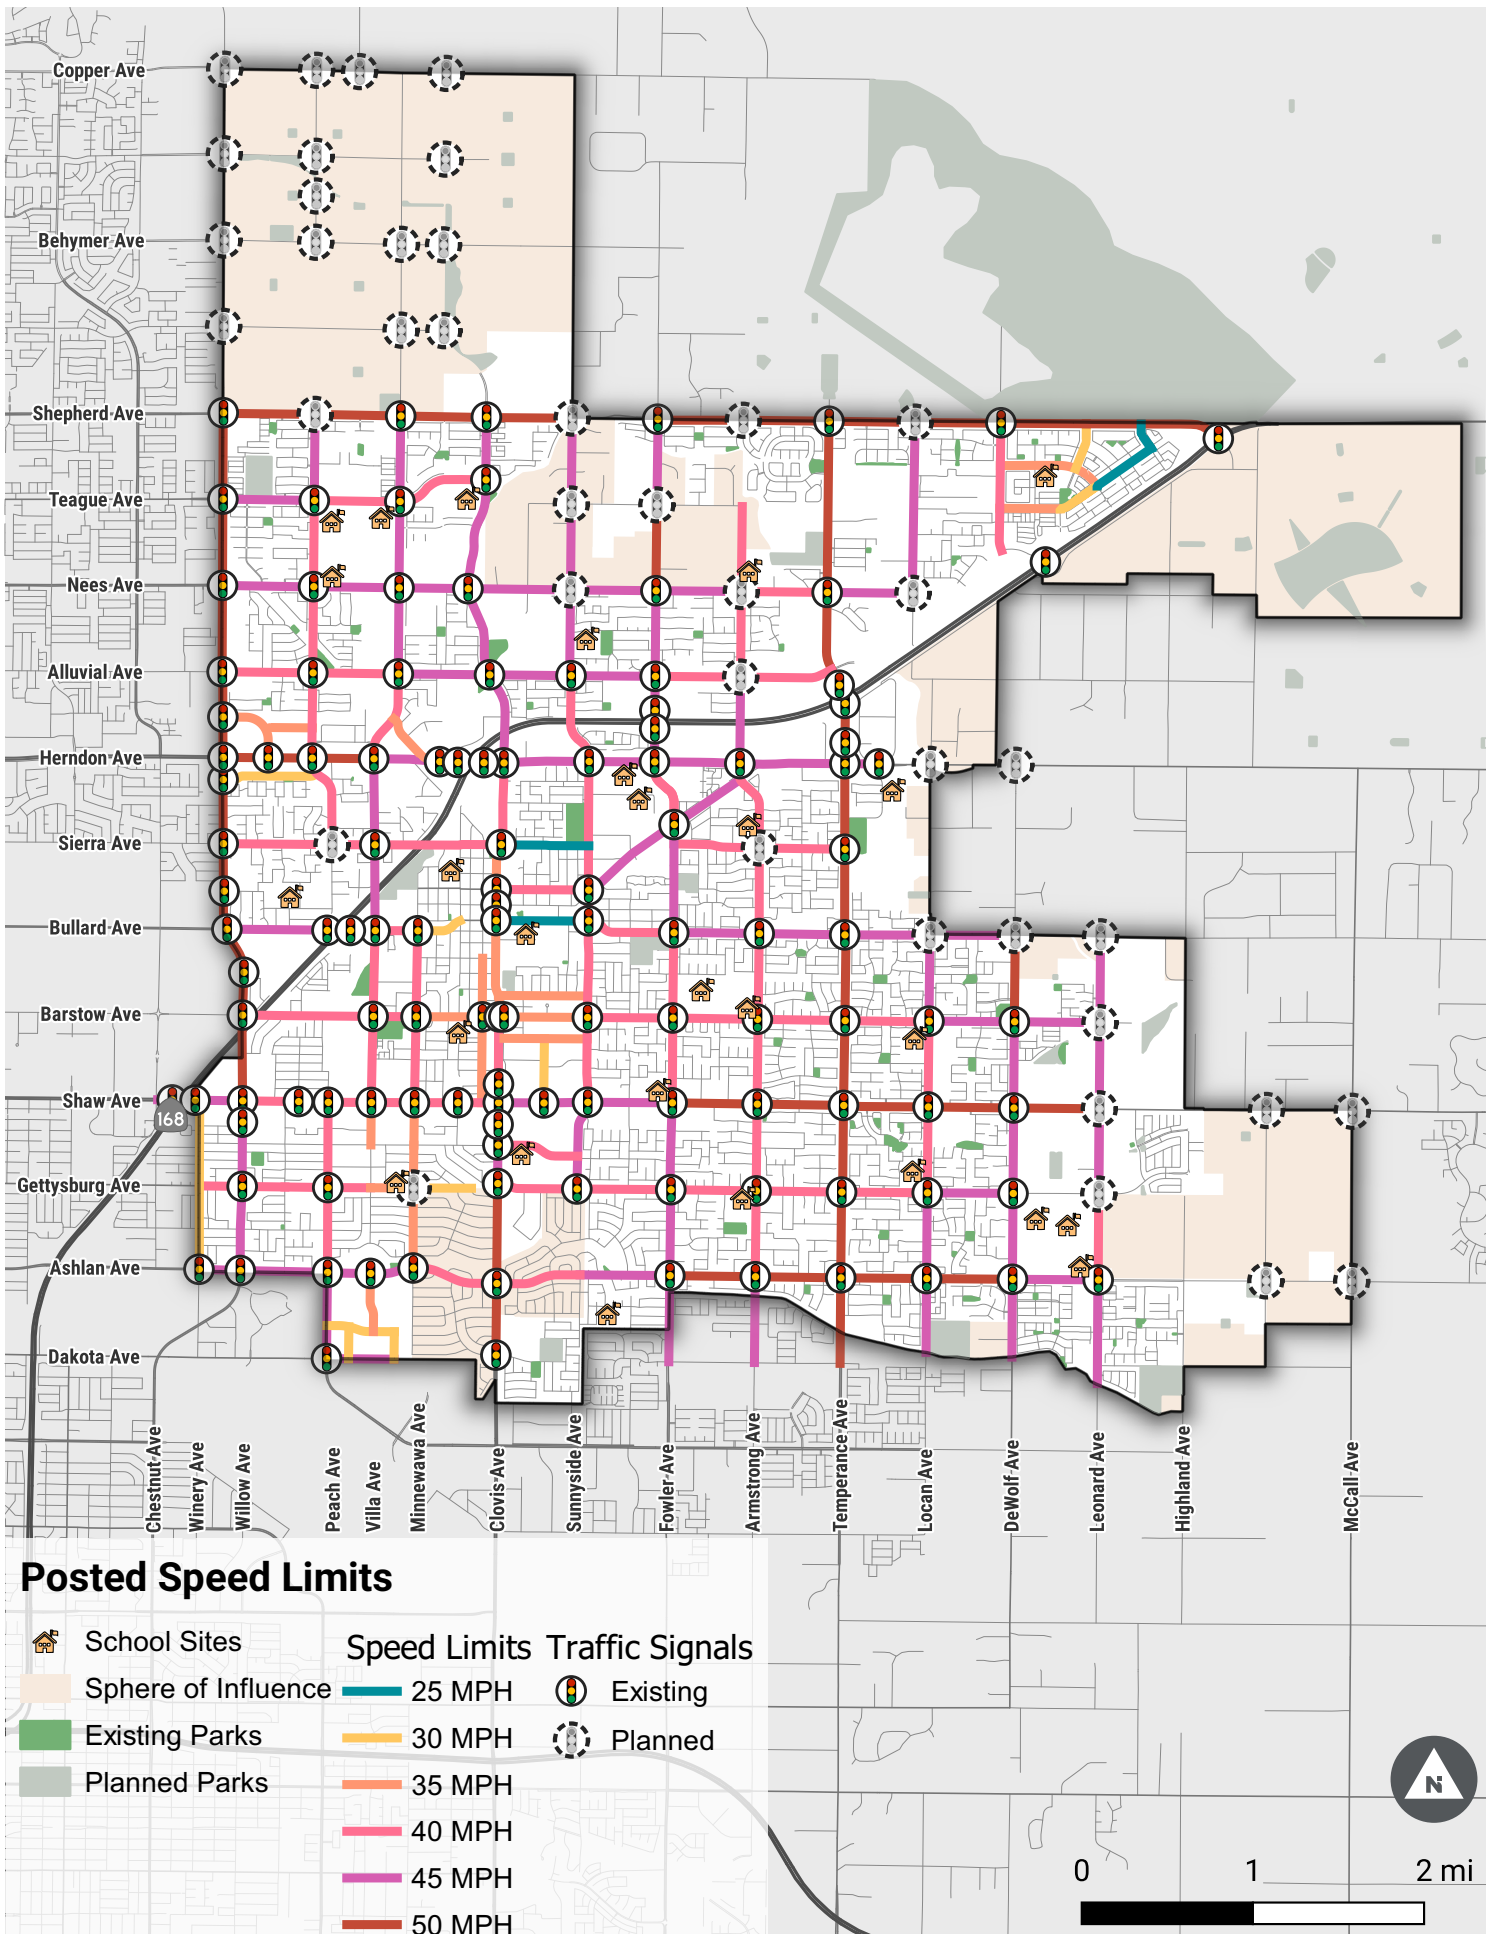 Copper Ave
Behymer Ave
Shepherd Ave
Teague Ave
Nees Ave
Alluvial Ave
Herndon Ave
Sierra Ave
Bullard Ave
Barstow Ave
Shaw Ave
168
Gettysburg Ave
Ashlan Ave
Dakota Ave
Chestnut Ave
Winery Ave
Willow Ave
Peach Ave
Villa Ave
Minnewawa Ave
Clovis Ave
Sunnyside Ave
Fowler Ave
Armstrong Ave
Temperance Ave
Locan Ave
DeWolf Ave
Leonard Ave
Highland Ave
McCall Ave
Posted Speed Limits
School Sites
Sphere of Influence
Existing Parks
Planned Parks
Speed Limits
25 MPH
30 MPH
35 MPH
40 MPH
45 MPH
50 MPH
Traffic Signals
Existing
Planned
N
0 1 2 mi